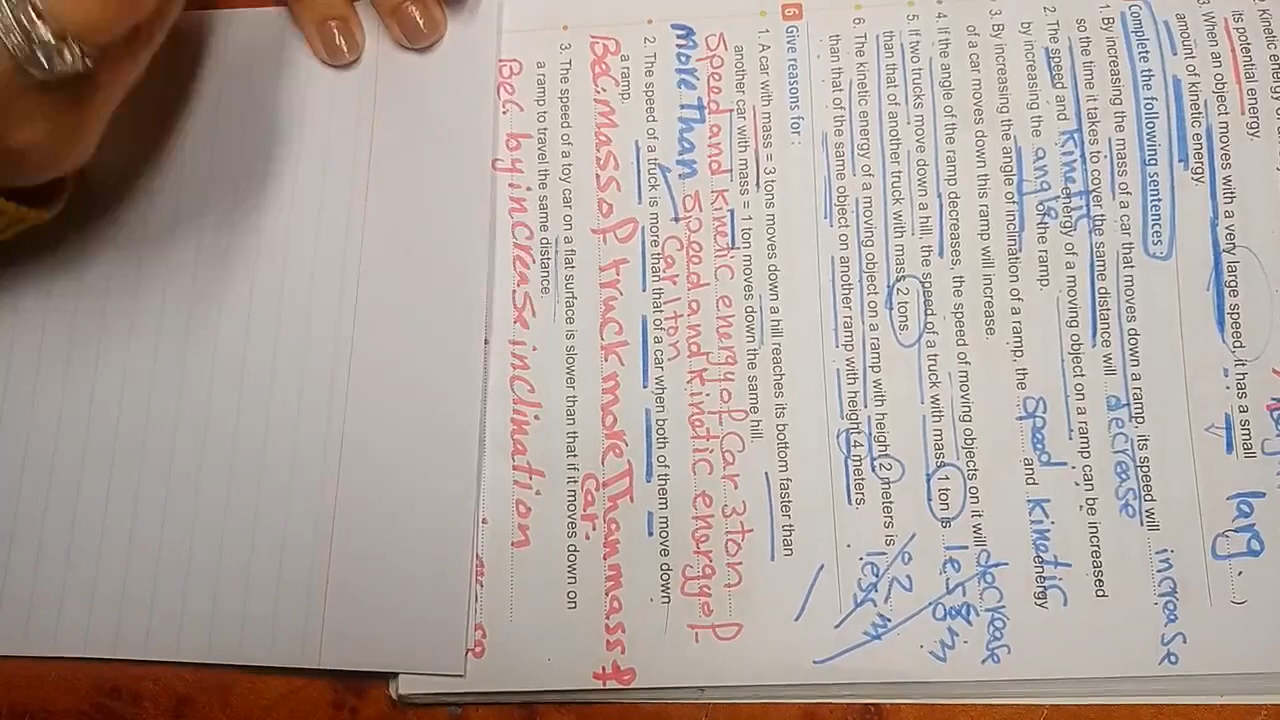 Kinetic energy
its potential energy.
3. When an object moves with a very large speed, it has a small
amount of kinetic energy.
larg
(........)
Complete the following sentences :
1. By increasing the mass of a car that moves down a ramp, its speed will increase
so the time it takes to cover the same distance will decrease
2. The speed and kinetic energy of a moving object on a ramp can be increased
by increasing the angle of the ramp.
3. By increasing the angle of inclination of a ramp, the speed and kinetic energy
of a car moves down this ramp will increase.
4. If the angle of the ramp decreases, the speed of moving objects on it will decrease
5. If two trucks move down a hill, the speed of a truck with mass 1 ton is less
than that of another truck with mass 2 tons.
6. The kinetic energy of a moving object on a ramp with height 2 meters is less
than that of the same object on another ramp with height 4 meters.
6 Give reasons for :
1. A car with mass = 3 tons moves down a hill reaches its bottom faster than
another car with mass = 1 ton moves down the same hill.
Speed and kinetic energy of Car 3 ton
more Than speed and kinetic energy of
Car 1 ton
2. The speed of a truck is more than that of a car when both of them move down
a ramp.
Bec. mass of truck more Than mass of
car.
3. The speed of a toy car on a flat surface is slower than that if it moves down on
a ramp to travel the same distance.
Bec. by increase inclination